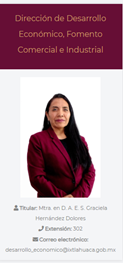 Dirección de Desarrollo
Económico, Fomento
Comercial e Industrial
Titular: Mtra. en D. A. E. S. Graciela
Hernández Dolores
Extensión: 302
Correo electrónico:
desarrollo_economico@ixtlahuaca.gob.mx